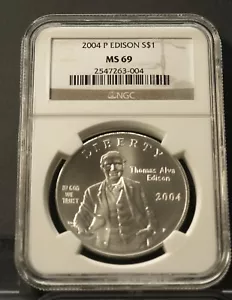 2004 P EDISON S$1
MS 69
2547263-004
NGC
LIBERTY
Thomas Alva
Edison
IN GOD
WE TRUST
2004